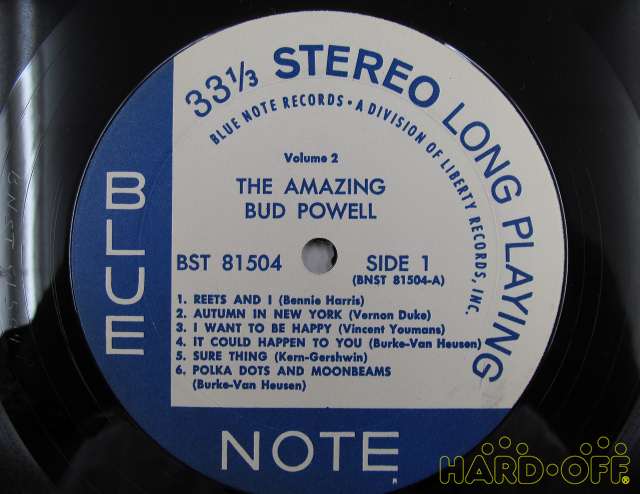 33 1/3 STEREO LONG PLAYING
BLUE NOTE RECORDS • A DIVISION OF LIBERTY RECORDS, INC.
Volume 2
THE AMAZING
BUD POWELL
BST 81504 SIDE 1
(BNST 81504-A)
1. REETS AND I (Bennie Harris)
2. AUTUMN IN NEW YORK (Vernon Duke)
3. I WANT TO BE HAPPY (Vincent Youmans)
4. IT COULD HAPPEN TO YOU (Burke-Van Heusen)
5. SURE THING (Kern-Gershwin)
6. POLKA DOTS AND MOONBEAMS
(Burke-Van Heusen)
BLUE
NOTE
R
HARD-OFF